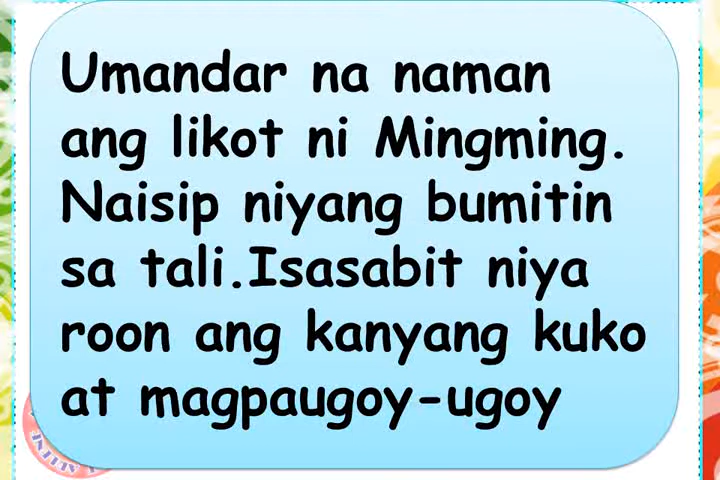 Umandar na naman
ang likot ni Mingming.
Naisip niyang bumitin
sa tali.Isasabit niya
roon ang kanyang kuko
at magpaugoy-ugoy